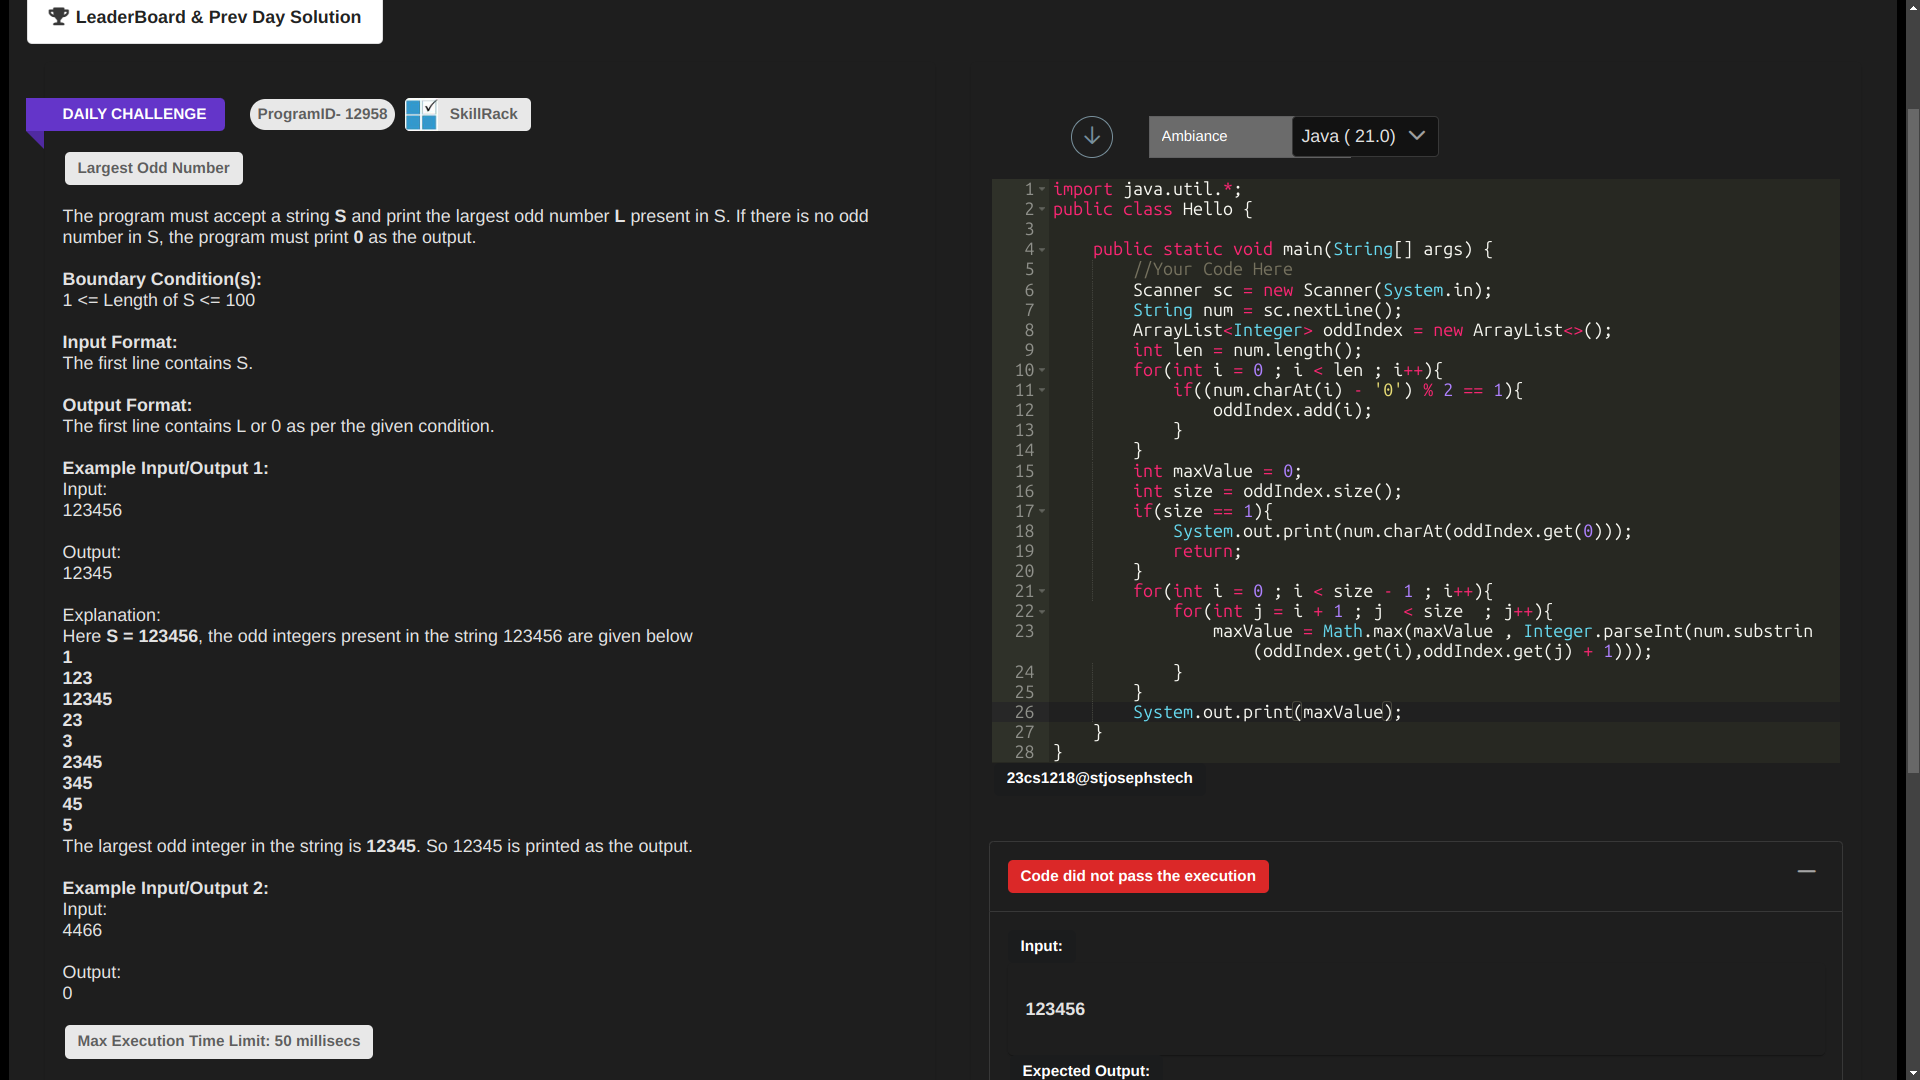 LeaderBoard & Prev Day Solution
DAILY CHALLENGE
ProgramID- 12958
SkillRack
Largest Odd Number
The program must accept a string S and print the largest odd number L present in S. If there is no odd
number in S, the program must print 0 as the output.
Boundary Condition(s):
1 <= Length of S <= 100
Input Format:
The first line contains S.
Output Format:
The first line contains L or 0 as per the given condition.
Example Input/Output 1:
Input:
123456
Output:
12345
Explanation:
Here S = 123456, the odd integers present in the string 123456 are given below
1
123
12345
23
3
2345
345
45
5
The largest odd integer in the string is 12345. So 12345 is printed as the output.
Example Input/Output 2:
Input:
4466
Output:
0
Max Execution Time Limit: 50 millisecs
Ambiance
Java ( 21.0)
1 import java.util.*;
2 public class Hello {
3
4     public static void main(String[] args) {
5         //Your Code Here
6         Scanner sc = new Scanner(System.in);
7         String num = sc.nextLine();
8         ArrayList<Integer> oddIndex = new ArrayList<>();
9         int len = num.length();
10         for(int i = 0 ; i < len ; i++){
11             if((num.charAt(i) - '0') % 2 == 1){
12                 oddIndex.add(i);
13             }
14         }
15         int maxValue = 0;
16         int size = oddIndex.size();
17         if(size == 1){
18             System.out.print(num.charAt(oddIndex.get(0)));
19             return;
20         }
21         for(int i = 0 ; i < size - 1 ; i++){
22             for(int j = i + 1 ; j  < size  ; j++){
23                 maxValue = Math.max(maxValue , Integer.parseInt(num.substrin
(oddIndex.get(i),oddIndex.get(j) + 1)));
24             }
25         }
26         System.out.print(maxValue);
27     }
28 }
23cs1218@stjosephstech
Code did not pass the execution
Input:
123456
Expected Output: